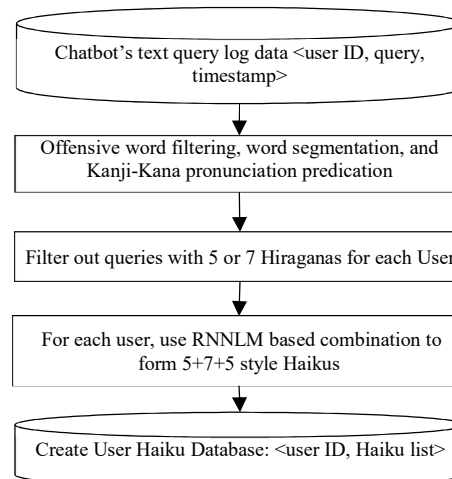 Chatbot's text query log data <user ID, query,
timestamp>
Offensive word filtering, word segmentation, and
Kanji-Kana pronunciation predication
Filter out queries with 5 or 7 Hiraganas for each User
For each user, use RNNLM based combination to
form 5+7+5 style Haikus
Create User Haiku Database: <user ID, Haiku list>